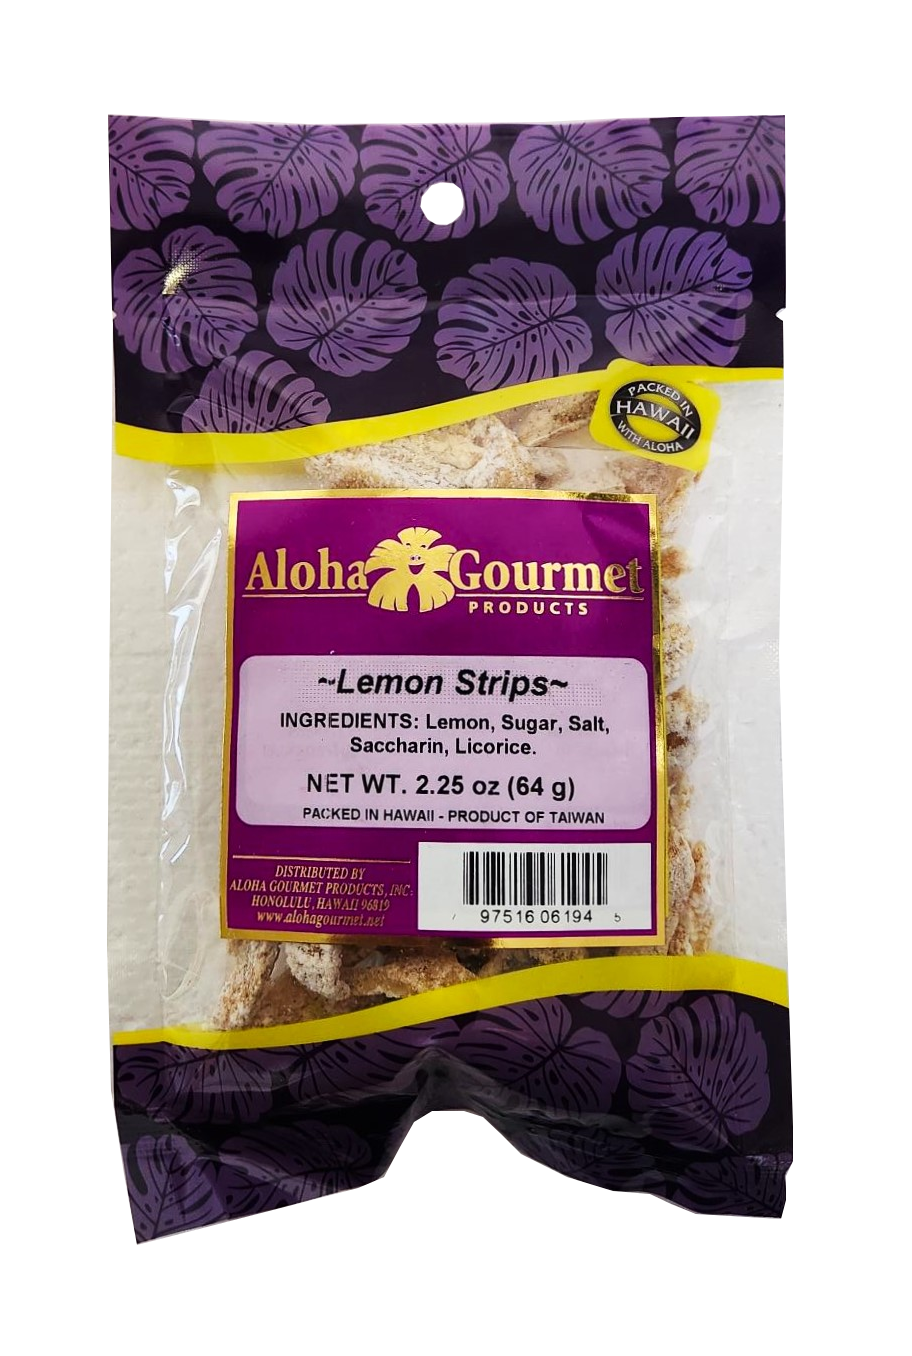 PACKED IN
HAWAII
WITH ALOHA
Aloha Gourmet
PRODUCTS
~Lemon Strips~
INGREDIENTS: Lemon, Sugar, Salt,
Saccharin, Licorice.
NET WT. 2.25 oz (64 g)
PACKED IN HAWAII - PRODUCT OF TAIWAN
DISTRIBUTED BY
ALOHA GOURMET PRODUCTS, INC.
HONOLULU, HAWAII 96819
www.alohagourmet.net
97516 06194 5